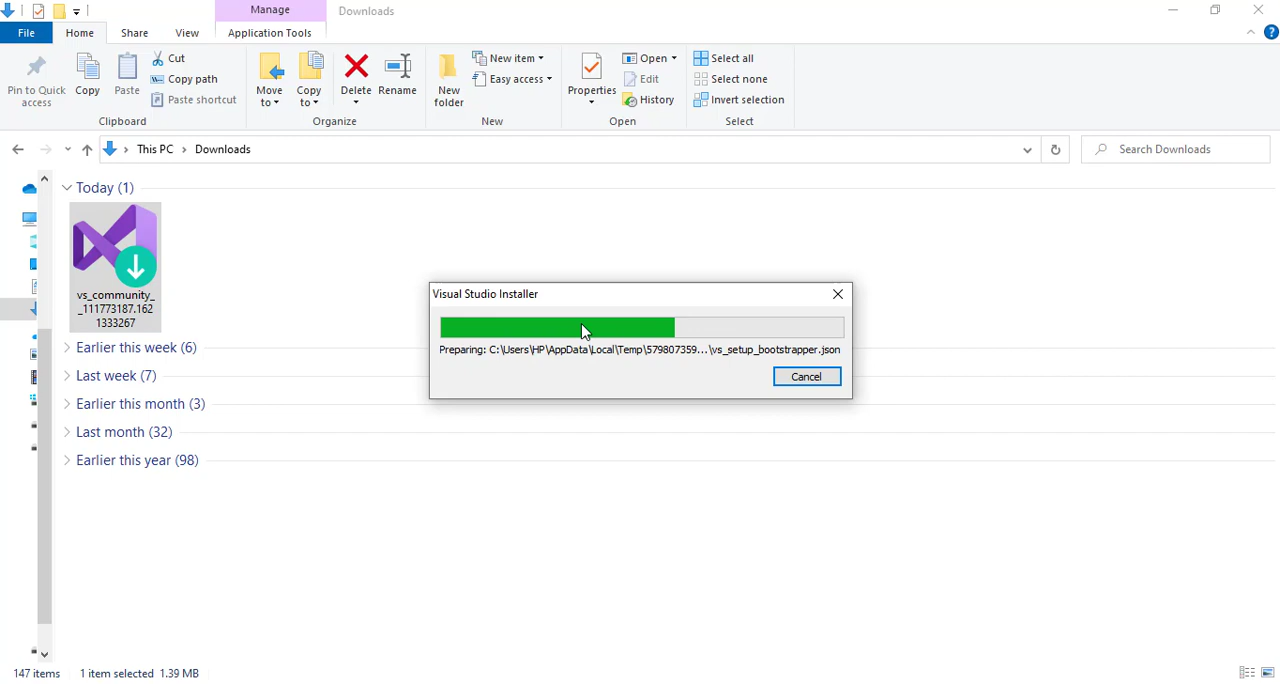 Manage
Downloads
File
Home
Share
View
Application Tools
Pin to Quick
access
Copy
Paste
Cut
Copy path
Paste shortcut
Clipboard
Move
to
Copy
to
Delete
Rename
Organize
New
folder
New item
Easy access
New
Properties
Open
Edit
History
Open
Select all
Select none
Invert selection
Select
This PC
Downloads
Search Downloads
Today (1)
vs_community_
_111773187.162
1333267
Earlier this week (6)
Last week (7)
Earlier this month (3)
Last month (32)
Earlier this year (98)
Visual Studio Installer
Preparing: C:\Users\HP\AppData\Local\Temp\579807359...\vs_setup_bootstrapper.json
Cancel
147 items
1 item selected 1.39 MB